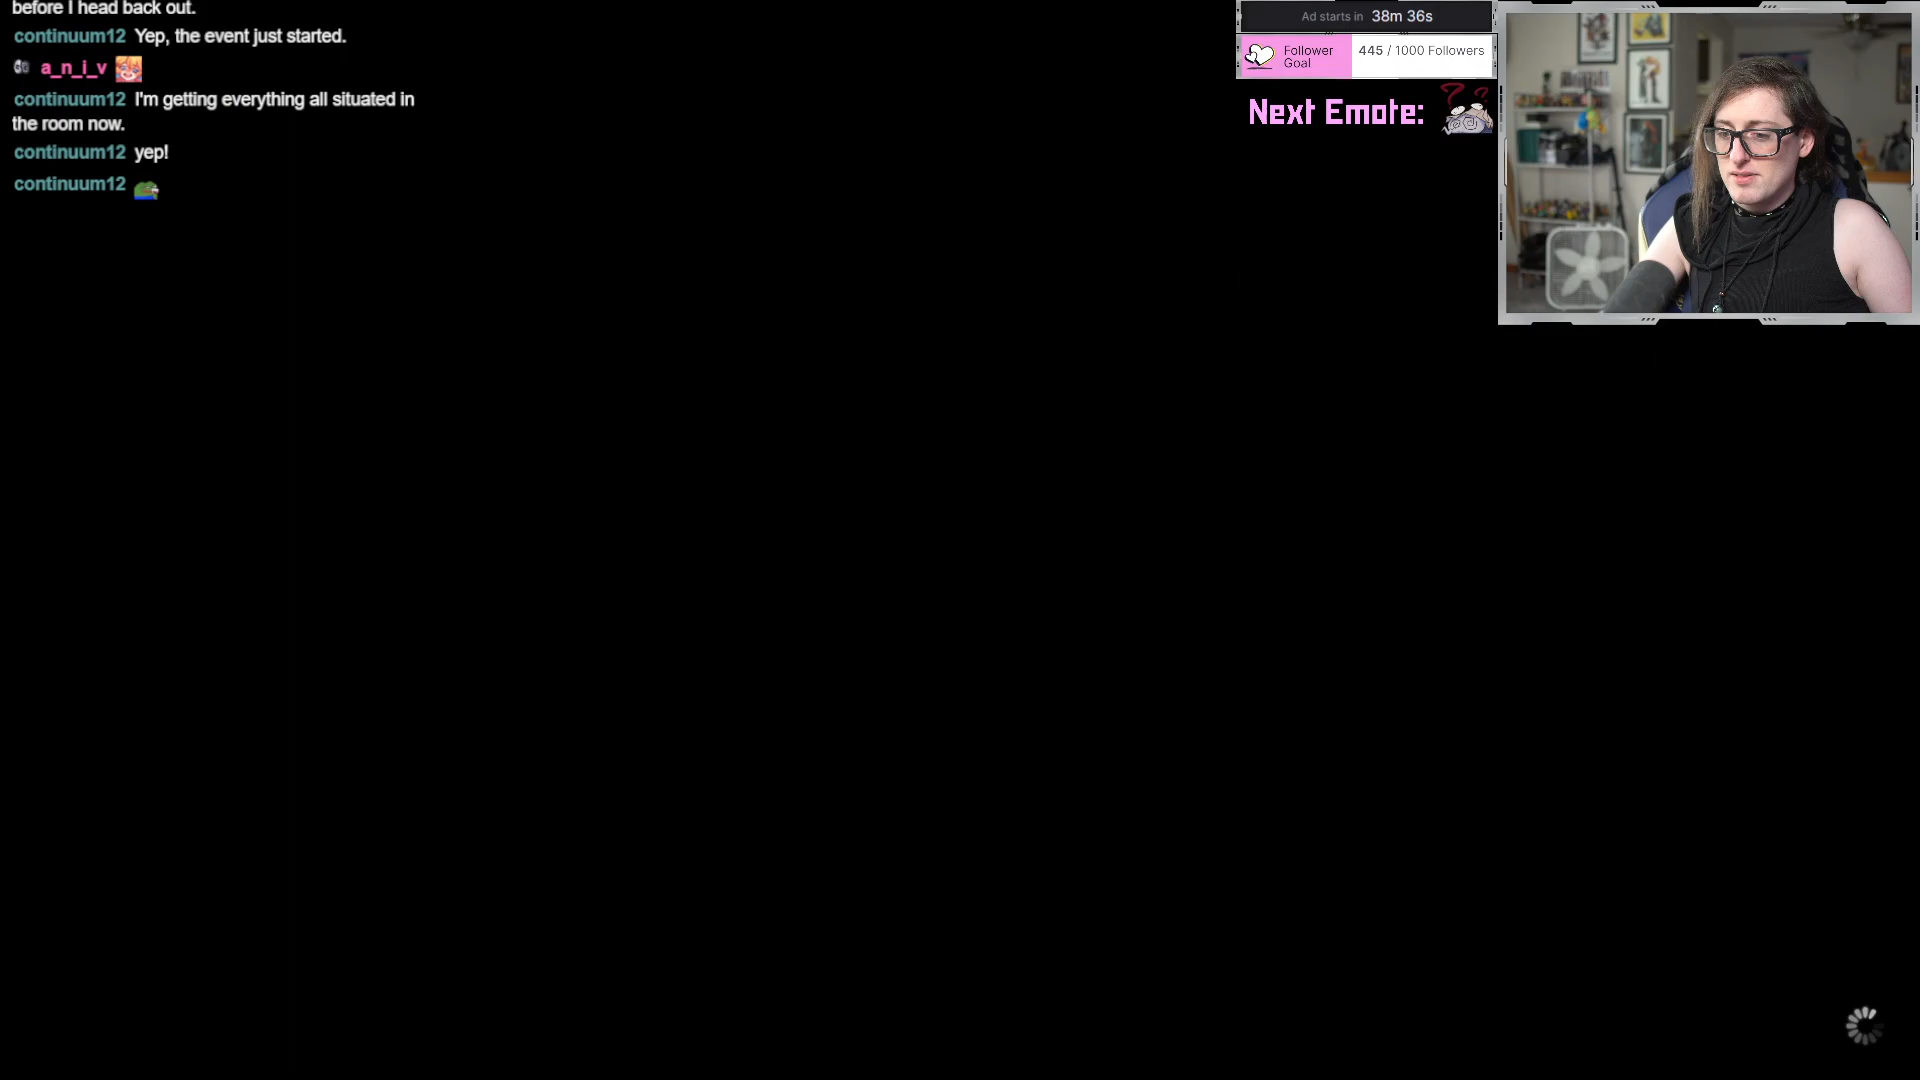 before I head back out.
continuum12 Yep, the event just started.
a_n_i_v
continuum12 I'm getting everything all situated in
the room now.
continuum12 yep!
continuum12
Ad starts in 38m 36s
Follower
Goal
445 / 1000 Followers
Next Emote: